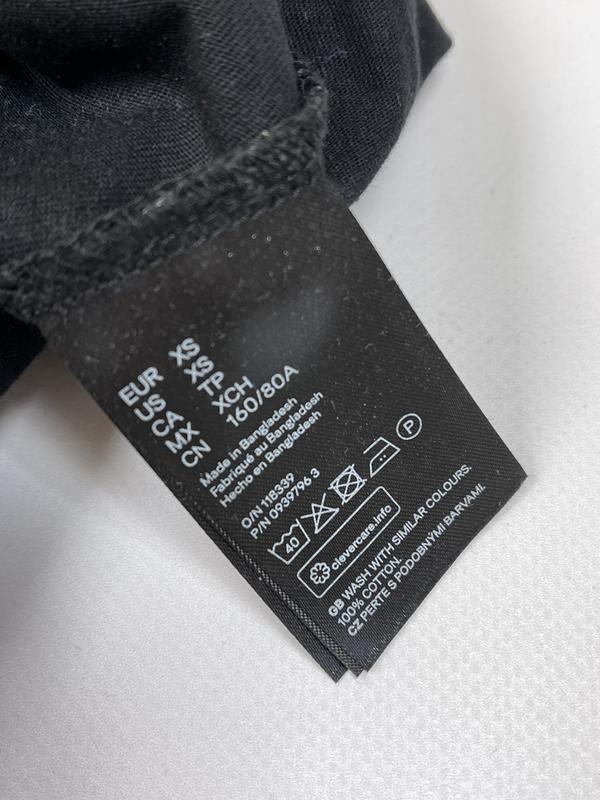 EUR XS
US XS
CA TP
MX XCH
CN 160/80A
Made in Bangladesh
Fabriqué au Bangladesh
Hecho en Bangladesh
O/N 118339
P/N 0939796 3
40 P
clevercare.info
GB WASH WITH SIMILAR COLOURS.
100% COTTON.
CZ PERTE S PODOBNÝMI BARVAMI.